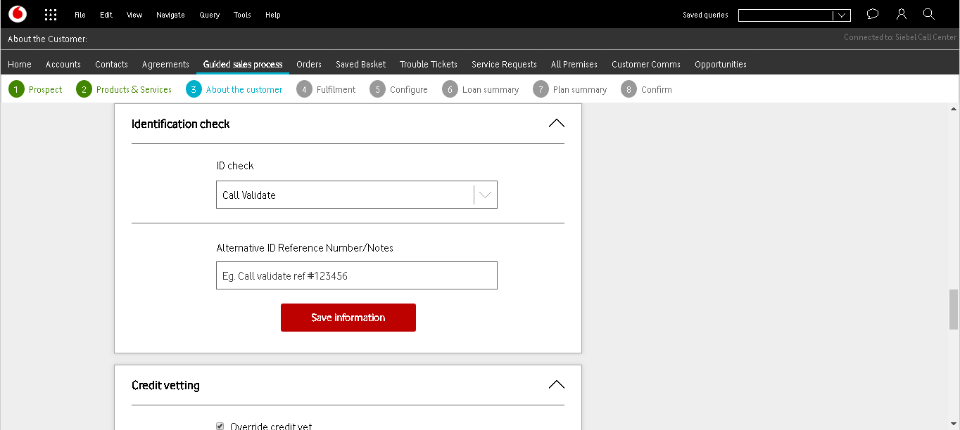 File Edit View Navigate Query Tools Help Saved queries
About the Customer: Connected to: Siebel Call Center
Home Accounts Contacts Agreements Guided sales process Orders Saved Basket Trouble Tickets Service Requests All Premises Customer Comms Opportunities
1 Prospect 2 Products & Services 3 About the customer 4 Fulfilment 5 Configure 6 Loan summary 7 Plan summary 8 Confirm
Identification check
ID check
Call Validate
Alternative ID Reference Number/Notes
Eg: Call validate ref #123456
Save information
Credit vetting
Override credit vet